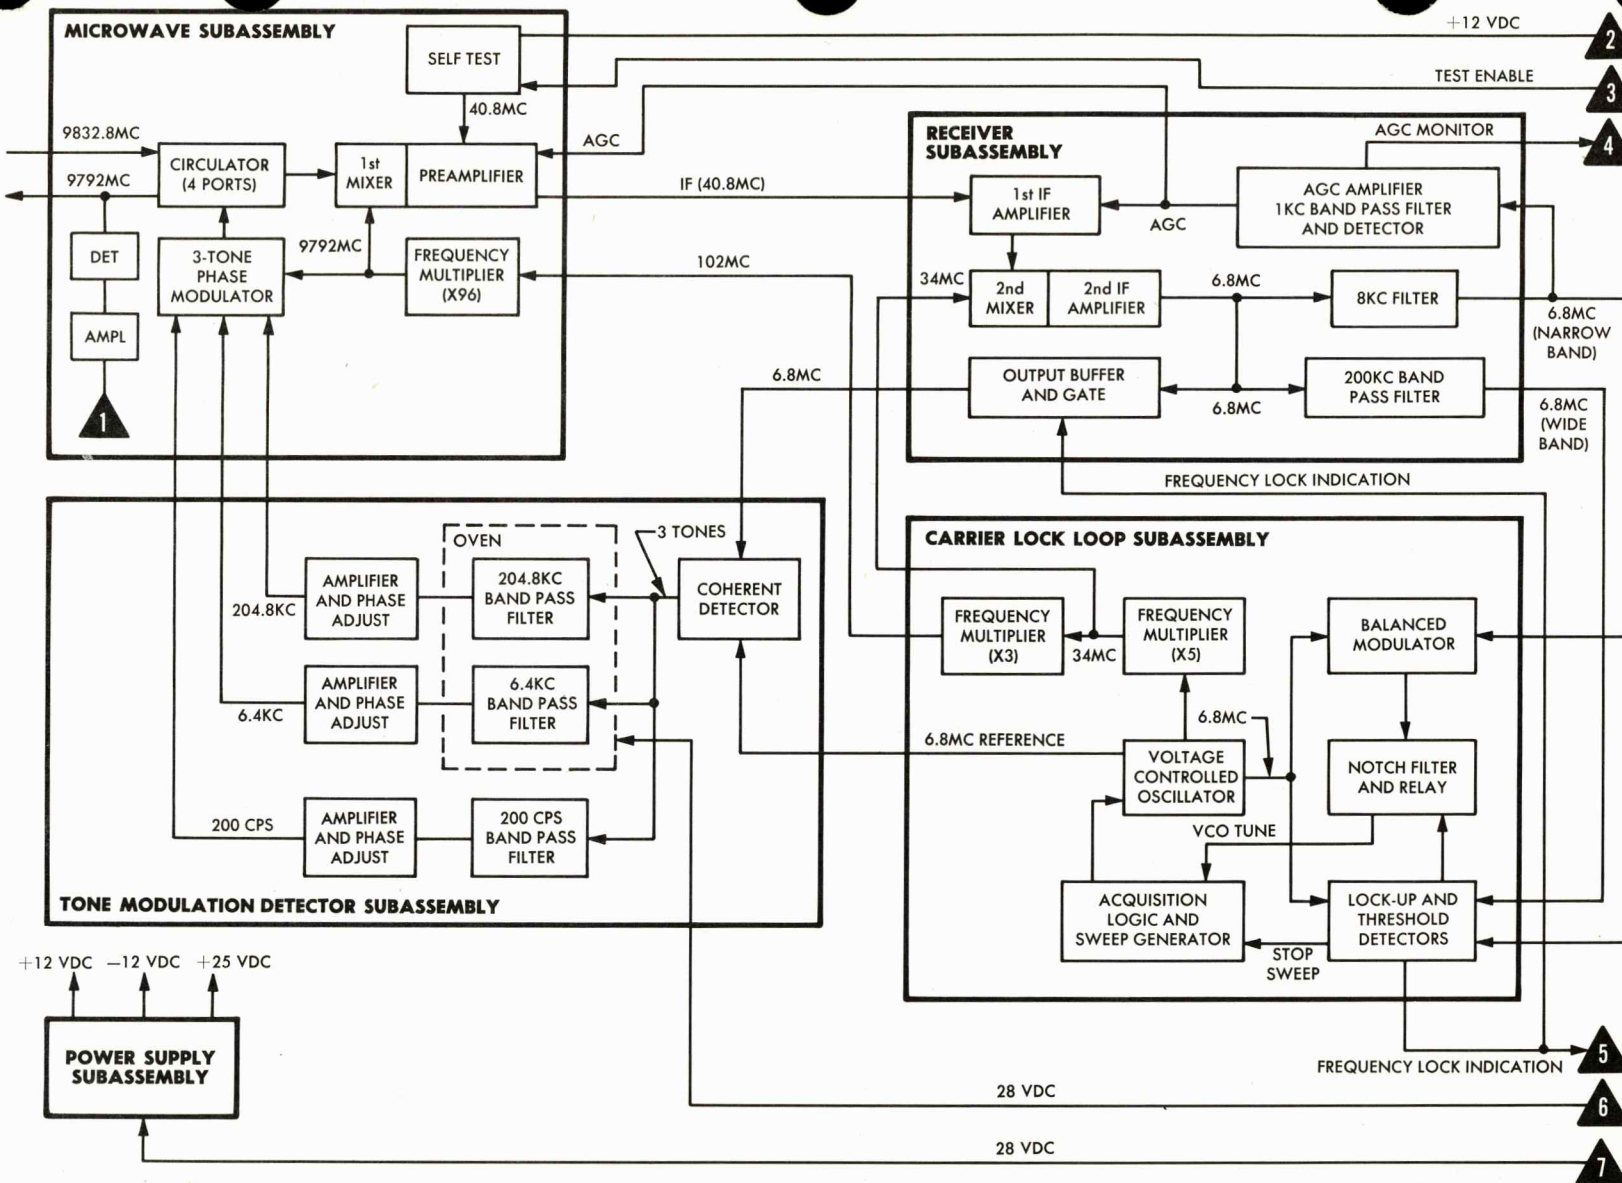 MICROWAVE SUBASSEMBLY
SELF TEST
+12 VDC
2
TEST ENABLE
3
40.8MC
AGC
9832.8MC
9792MC
CIRCULATOR
(4 PORTS)
1st
MIXER
PREAMPLIFIER
IF (40.8MC)
DET
3-TONE
PHASE
MODULATOR
9792MC
FREQUENCY
MULTIPLIER
(X96)
102MC
AMPL
1
RECEIVER
SUBASSEMBLY
AGC MONITOR
4
1st IF
AMPLIFIER
AGC
AGC AMPLIFIER
1KC BAND PASS FILTER
AND DETECTOR
34MC
2nd
MIXER
2nd IF
AMPLIFIER
6.8MC
8KC FILTER
6.8MC
(NARROW
BAND)
6.8MC
OUTPUT BUFFER
AND GATE
6.8MC
200KC BAND
PASS FILTER
6.8MC
(WIDE
BAND)
FREQUENCY LOCK INDICATION
OVEN
3 TONES
204.8KC
AMPLIFIER
AND PHASE
ADJUST
204.8KC
BAND PASS
FILTER
COHERENT
DETECTOR
6.4KC
AMPLIFIER
AND PHASE
ADJUST
6.4KC
BAND PASS
FILTER
200 CPS
AMPLIFIER
AND PHASE
ADJUST
200 CPS
BAND PASS
FILTER
TONE MODULATION DETECTOR SUBASSEMBLY
CARRIER LOCK LOOP SUBASSEMBLY
FREQUENCY
MULTIPLIER
(X3)
34MC
FREQUENCY
MULTIPLIER
(X5)
BALANCED
MODULATOR
6.8MC REFERENCE
6.8MC
VOLTAGE
CONTROLLED
OSCILLATOR
NOTCH FILTER
AND RELAY
VCO TUNE
ACQUISITION
LOGIC AND
SWEEP GENERATOR
STOP
SWEEP
LOCK-UP AND
THRESHOLD
DETECTORS
+12 VDC
−12 VDC
+25 VDC
POWER SUPPLY
SUBASSEMBLY
FREQUENCY LOCK INDICATION
5
28 VDC
6
28 VDC
7